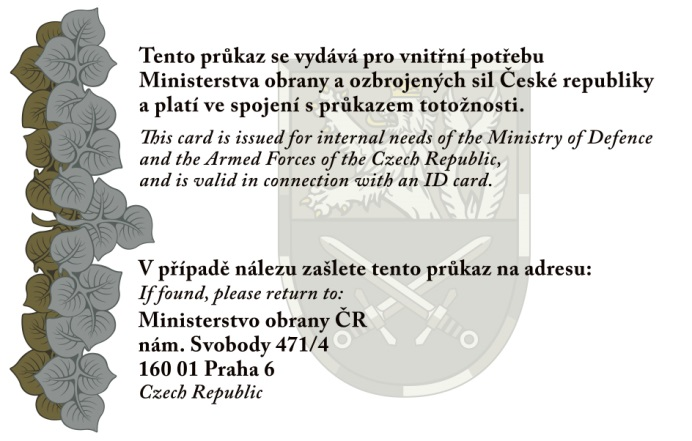 Tento průkaz se vydává pro vnitřní potřebu
Ministerstva obrany a ozbrojených sil České republiky
a platí ve spojení s průkazem totožnosti.
This card is issued for internal needs of the Ministry of Defence
and the Armed Forces of the Czech Republic,
and is valid in connection with an ID card.
V případě nálezu zašlete tento průkaz na adresu:
If found, please return to:
Ministerstvo obrany ČR
nám. Svobody 471/4
160 01 Praha 6
Czech Republic